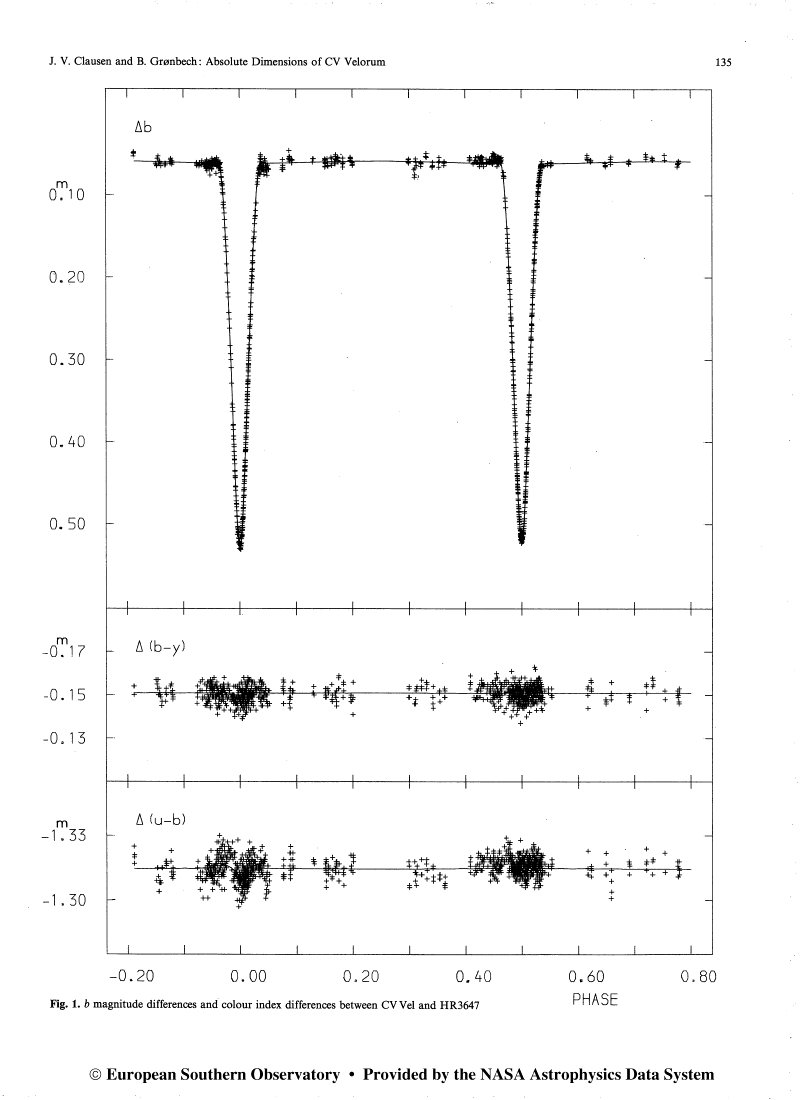 J. V. Clausen and B. Grønbech: Absolute Dimensions of CV Velorum
135
Δb
0ᵐ.10
0.20
0.30
0.40
0.50
Δ (b-y)
-0ᵐ.17
-0.15
-0.13
Δ (u-b)
-1ᵐ.33
-1.30
-0.20 0.00 0.20 0.40 0.60 0.80
PHASE
Fig. 1. b magnitude differences and colour index differences between CV Vel and HR3647
© European Southern Observatory • Provided by the NASA Astrophysics Data System